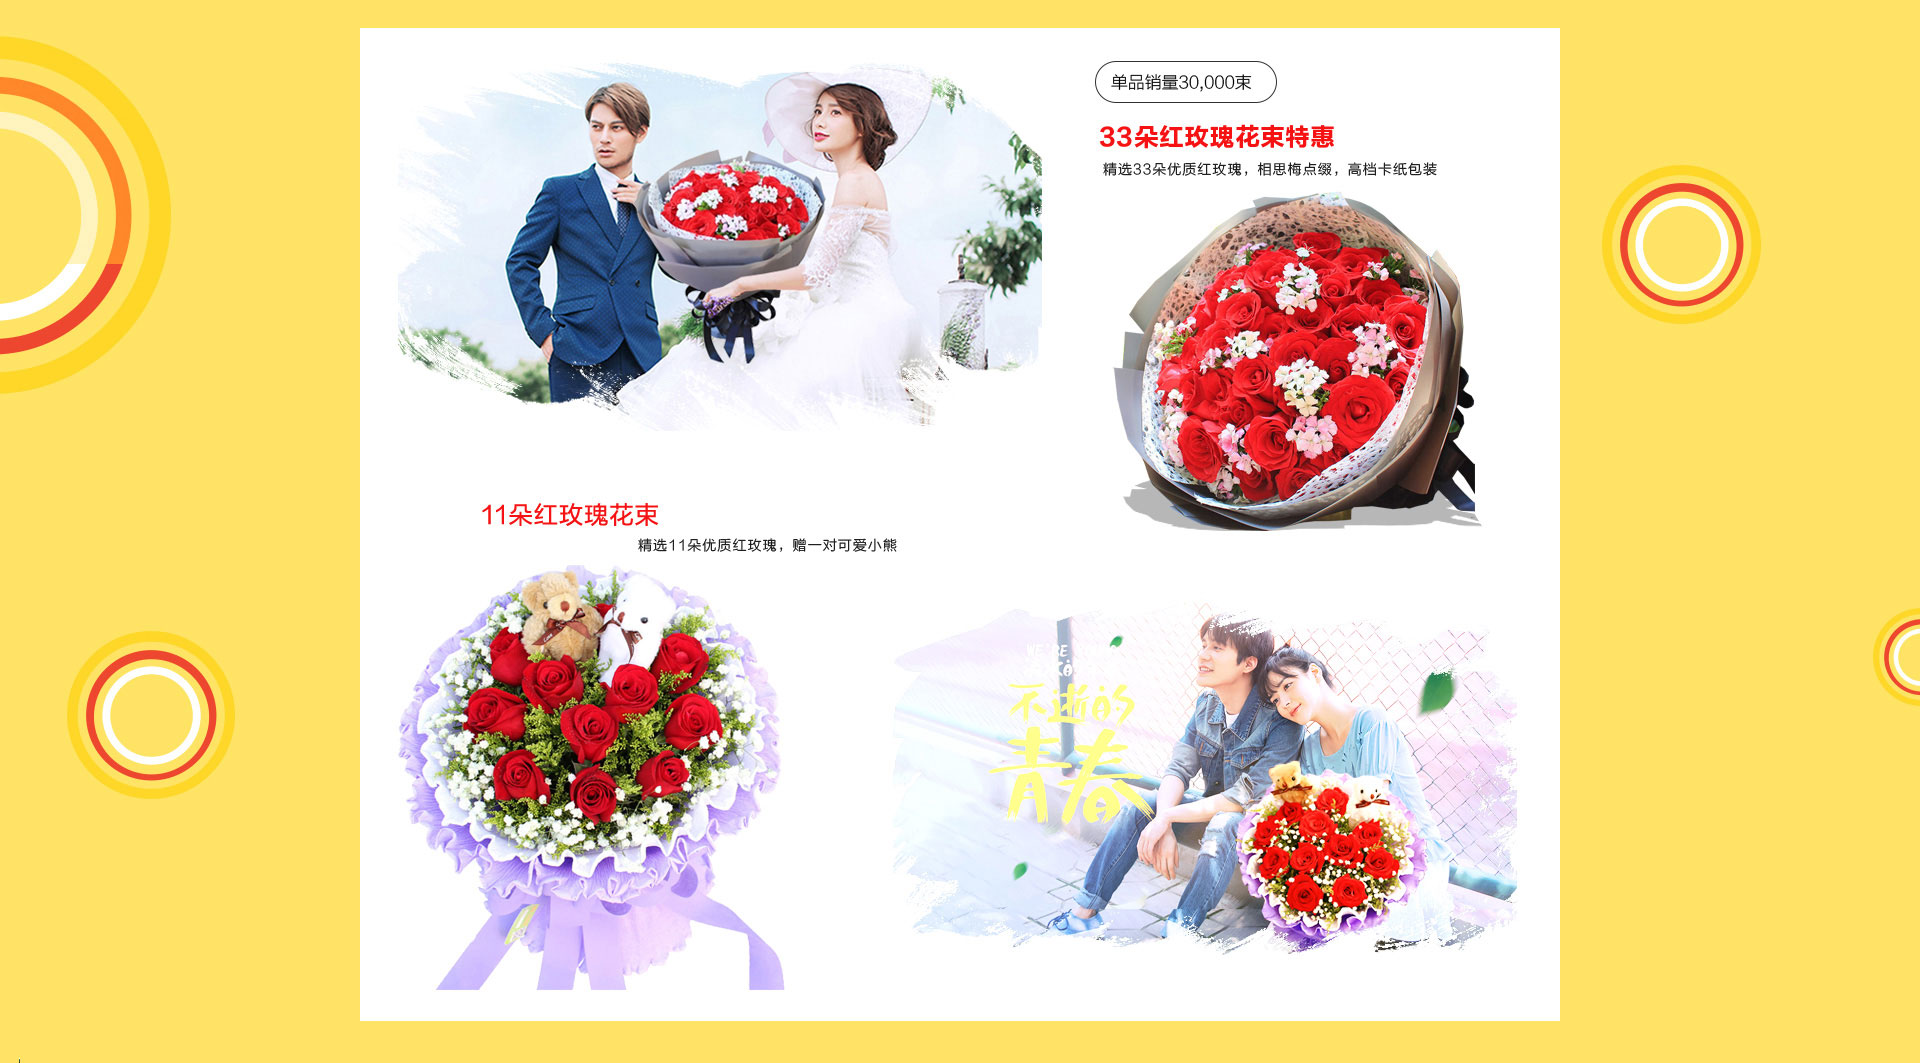 单品销量30,000束
33朵红玫瑰花束特惠
精选33朵优质红玫瑰，相思梅点缀，高档卡纸包装
11朵红玫瑰花束
精选11朵优质红玫瑰，赠一对可爱小熊
不逝的
青春